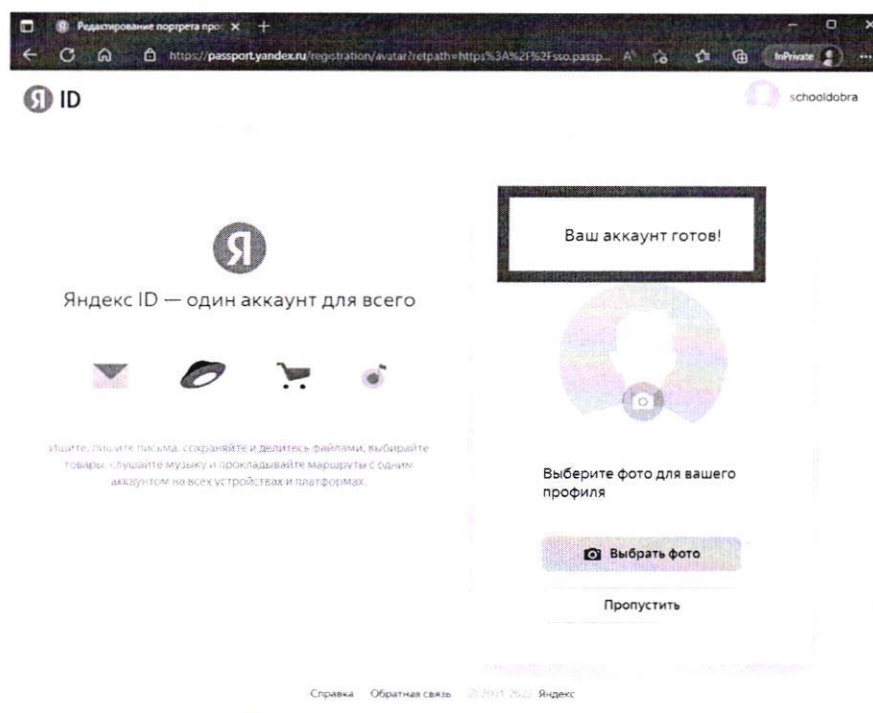 Редактирование портрета про
https://passport.yandex.ru/registration/avatar?retpath=https%3A%2F%2Fsso.passp...
InPrivate
Я ID
schooldobra
Я
Яндекс ID — один аккаунт для всего
Ищите, пишите письма, сохраняйте и делитесь файлами, выбирайте
товары, слушайте музыку и прокладывайте маршруты с одним
аккаунтом на всех устройствах и платформах.
Ваш аккаунт готов!
Выберите фото для вашего
профиля
Выбрать фото
Пропустить
Справка Обратная связь © 2001-2022 Яндекс